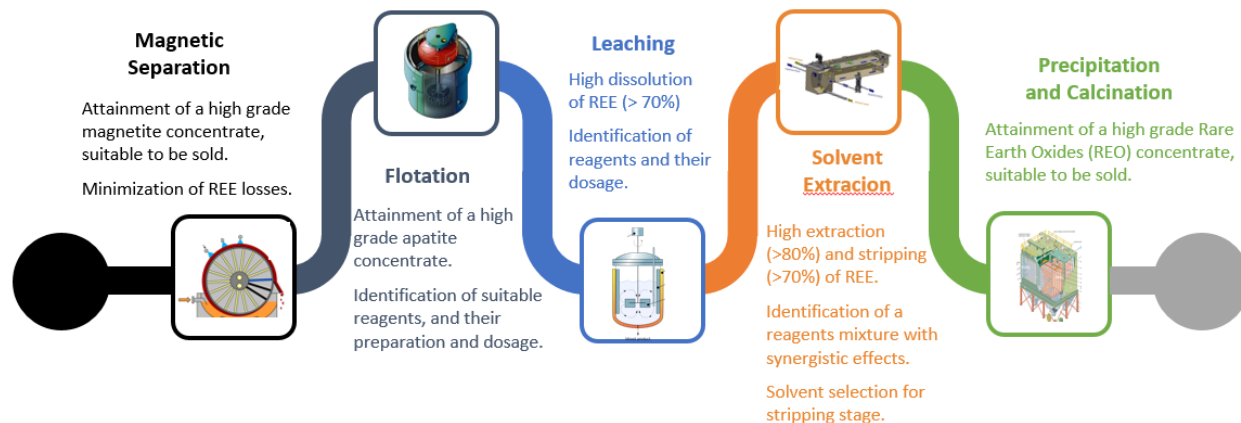 Magnetic
Separation
Attainment of a high grade
magnetite concentrate,
suitable to be sold.
Minimization of REE losses.
Flotation
Attainment of a high
grade apatite
concentrate.
Identification of suitable
reagents, and their
preparation and dosage.
Leaching
High dissolution
of REE (> 70%)
Identification of
reagents and their
dosage.
Solvent
Extracion
High extraction
(>80%) and stripping
(>70%) of REE.
Identification of a
reagents mixture with
synergistic effects.
Solvent selection for
stripping stage.
Precipitation
and Calcination
Attainment of a high grade Rare
Earth Oxides (REO) concentrate,
suitable to be sold.